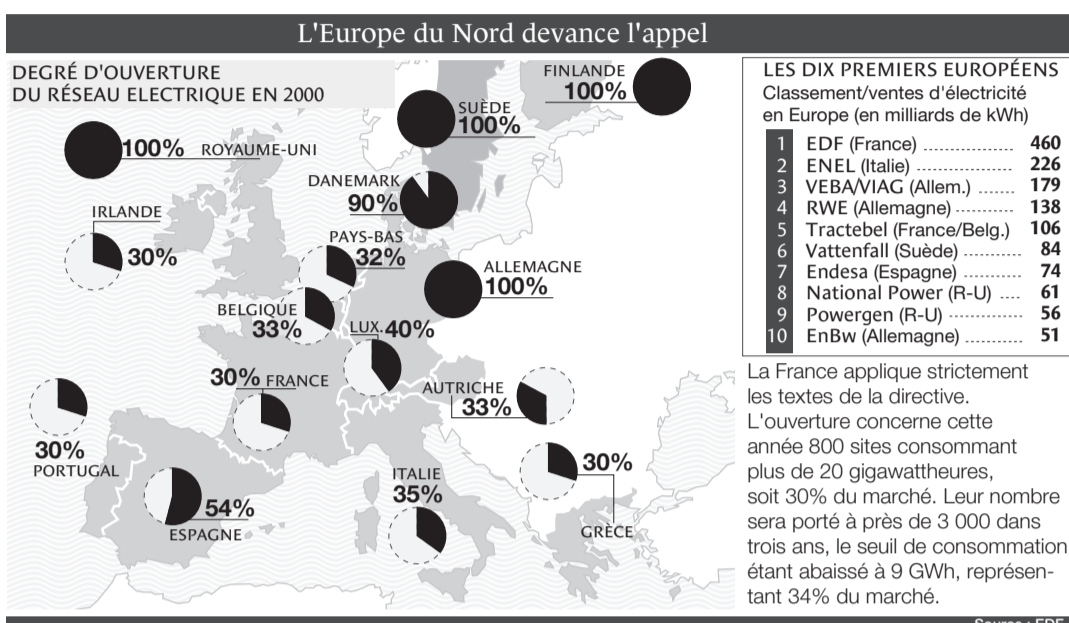 L'Europe du Nord devance l'appel
DEGRÉ D'OUVERTURE
DU RÉSEAU ELECTRIQUE EN 2000
FINLANDE
100%
SUÈDE
100%
100% ROYAUME-UNI
DANEMARK
90%
IRLANDE
30%
PAYS-BAS
32%
ALLEMAGNE
100%
BELGIQUE
33%
LUX. 40%
30% FRANCE
AUTRICHE
33%
30%
PORTUGAL
54%
ESPAGNE
ITALIE
35%
30%
GRÈCE
LES DIX PREMIERS EUROPÉENS
Classement/ventes d'électricité
en Europe (en milliards de kWh)
1 EDF (France) .................. 460
2 ENEL (Italie) .................. 226
3 VEBA/VIAG (Allem.) ....... 179
4 RWE (Allemagne) ............ 138
5 Tractebel (France/Belg.) 106
6 Vattenfall (Suède) ............ 84
7 Endesa (Espagne) ............ 74
8 National Power (R-U) .... 61
9 Powergen (R-U) ............... 56
10 EnBw (Allemagne) .......... 51
La France applique strictement
les textes de la directive.
L'ouverture concerne cette
année 800 sites consommant
plus de 20 gigawattheures,
soit 30% du marché. Leur nombre
sera porté à près de 3 000 dans
trois ans, le seuil de consommation
étant abaissé à 9 GWh, représen-
tant 34% du marché.
Source : EDF